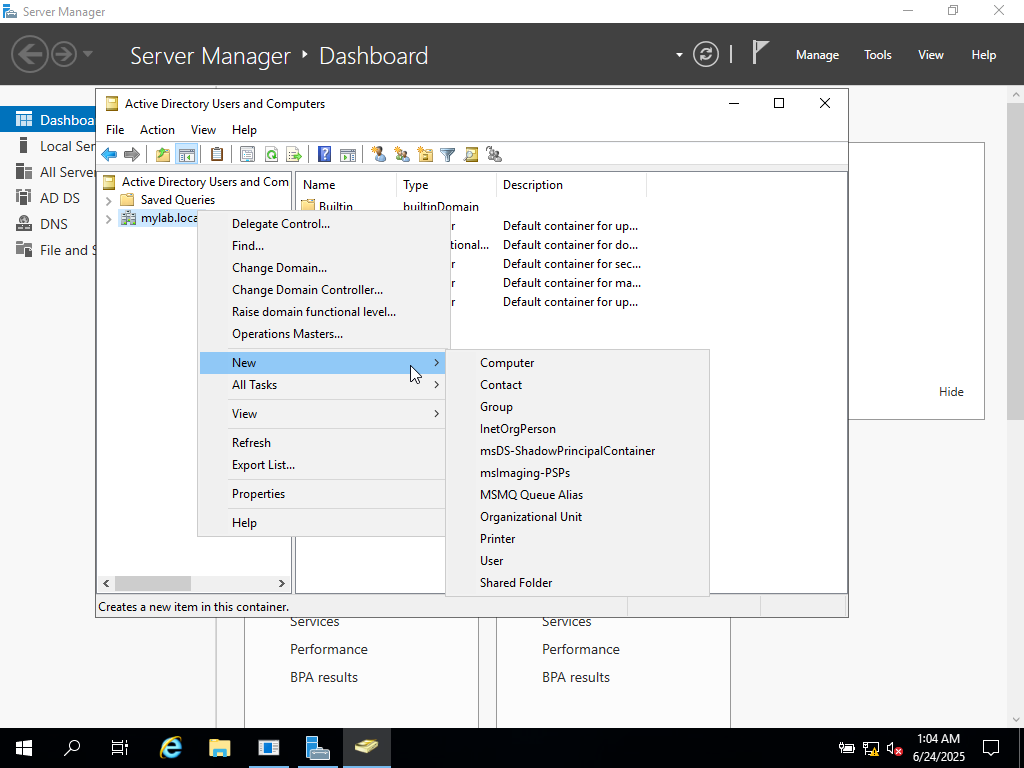 Server Manager
Server Manager • Dashboard
Manage Tools View Help
Dashboa
Local Ser
All Server
AD DS
DNS
File and S
Active Directory Users and Computers
File Action View Help
Active Directory Users and Com
Saved Queries
mylab.loca
Name Type Description
Builtin builtinDomain
r Default container for up...
tional... Default container for do...
r Default container for sec...
r Default container for ma...
r Default container for up...
Delegate Control...
Find...
Change Domain...
Change Domain Controller...
Raise domain functional level...
Operations Masters...
New
All Tasks
View
Refresh
Export List...
Properties
Help
Computer
Contact
Group
InetOrgPerson
msDS-ShadowPrincipalContainer
msImaging-PSPs
MSMQ Queue Alias
Organizational Unit
Printer
User
Shared Folder
Hide
Creates a new item in this container.
Services Services
Performance Performance
BPA results BPA results
1:04 AM
6/24/2025